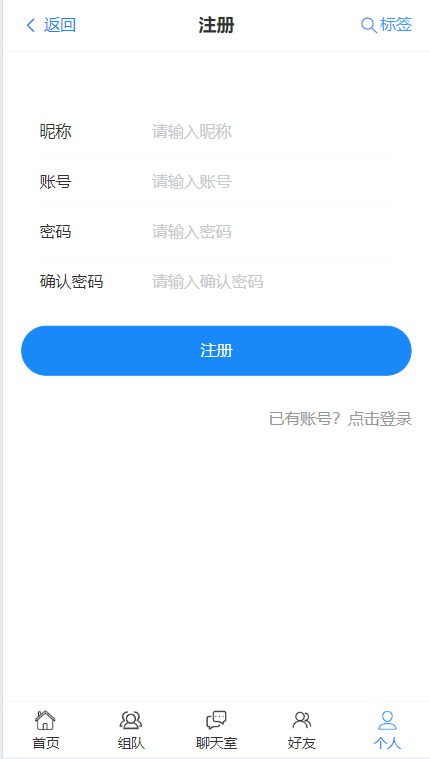 返回 注册 标签
昵称 请输入昵称
账号 请输入账号
密码 请输入密码
确认密码 请输入确认密码
注册
已有账号？点击登录
首页 组队 聊天室 好友 个人